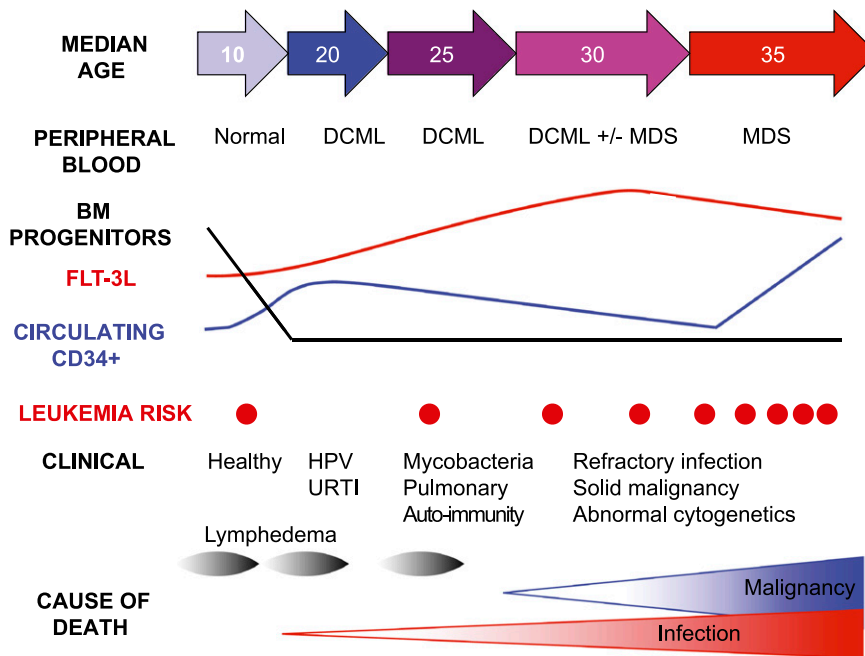 MEDIAN
AGE
10
20
25
30
35
PERIPHERAL
BLOOD
Normal
DCML
DCML
DCML +/- MDS
MDS
BM
PROGENITORS
FLT-3L
CIRCULATING
CD34+
LEUKEMIA RISK
CLINICAL
Healthy
HPV
URTI
Mycobacteria
Pulmonary
Auto-immunity
Refractory infection
Solid malignancy
Abnormal cytogenetics
Lymphedema
CAUSE OF
DEATH
Malignancy
Infection